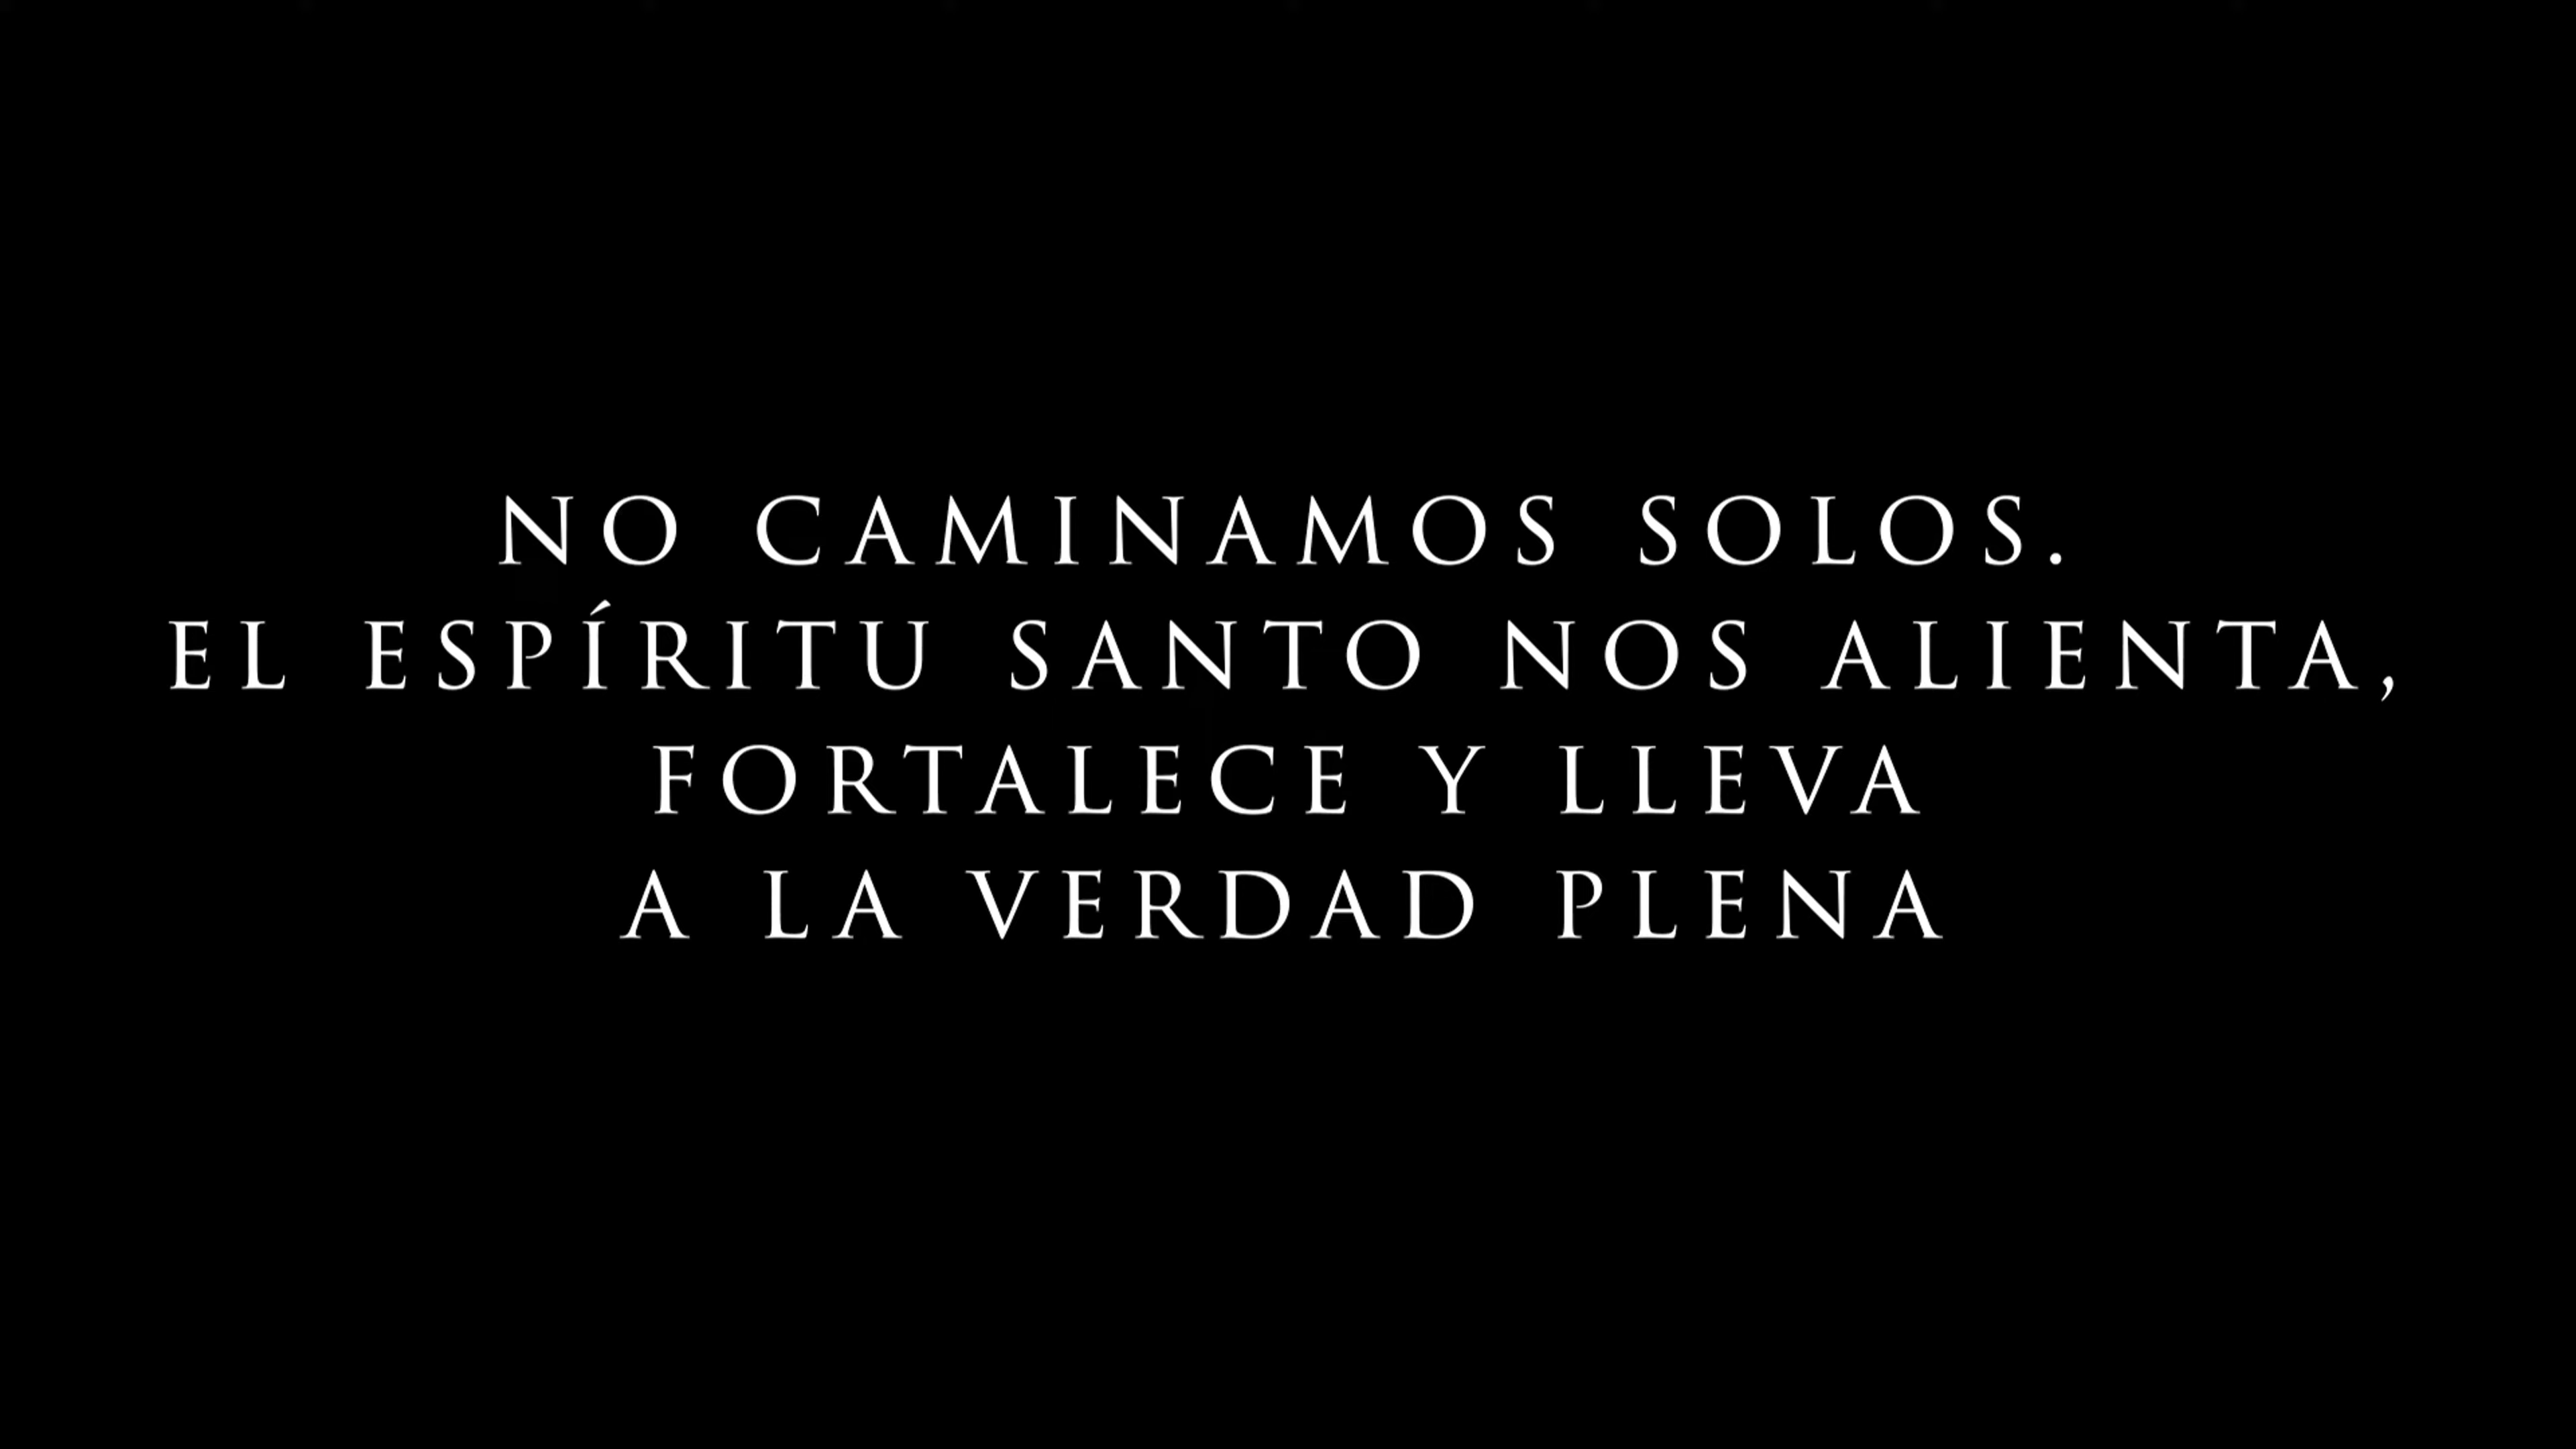 NO CAMINAMOS SOLOS.
EL ESPÍRITU SANTO NOS ALIENTA,
FORTALECE Y LLEVA
A LA VERDAD PLENA